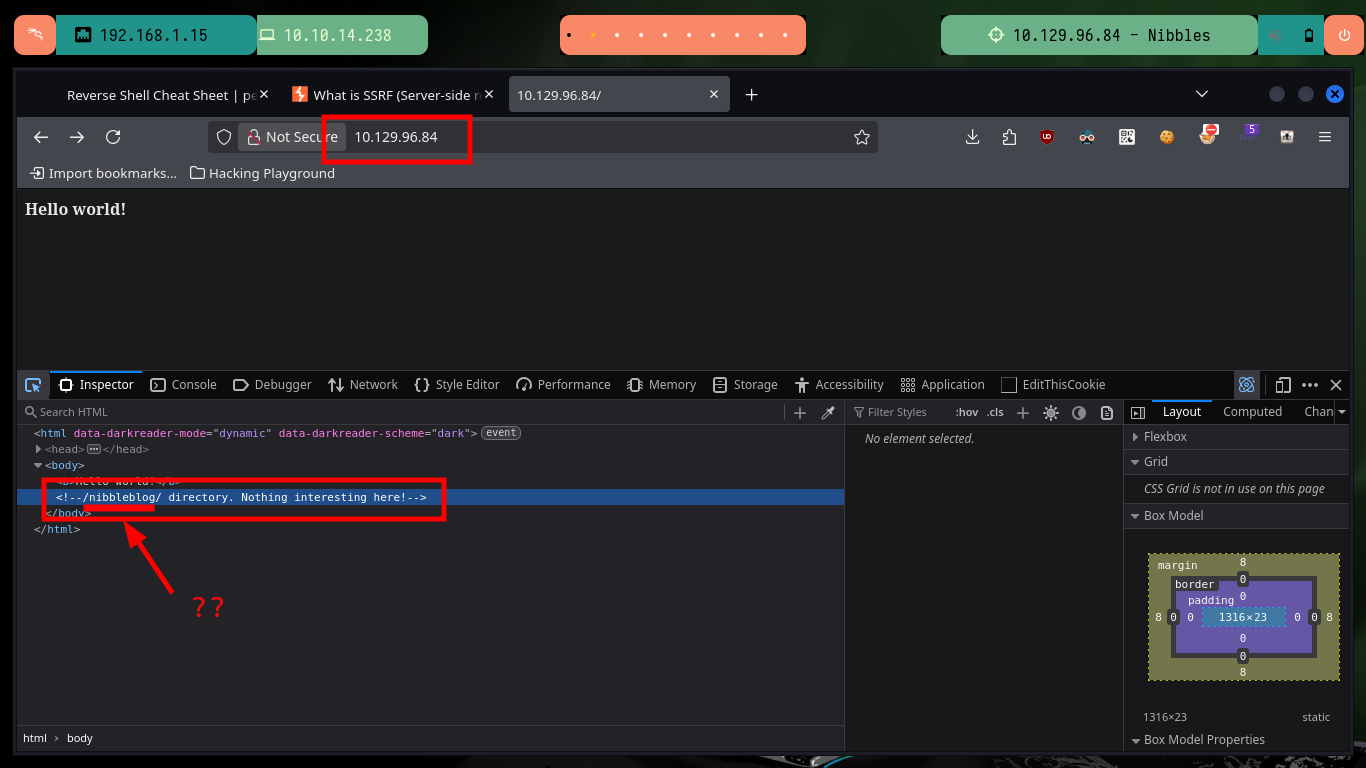 192.168.1.15 10.10.14.238 10.129.96.84 - Nibbles
Reverse Shell Cheat Sheet | pe What is SSRF (Server-side re 10.129.96.84/
Not Secure 10.129.96.84 5
Import bookmarks... Hacking Playground
Hello world!
Inspector Console Debugger Network Style Editor Performance Memory Storage Accessibility Application EditThisCookie
Search HTML Filter Styles :hov .cls Layout Computed Chan
<html data-darkreader-mode="dynamic" data-darkreader-scheme="dark"> event
<head> </head>
<body>
<b>Hello world!</b>
<!--/nibbleblog/ directory. Nothing interesting here!-->
</body>
</html>
??
No element selected.
Flexbox
Grid
CSS Grid is not in use on this page
Box Model
margin 8
border 0
padding 0
8 0 0 1316×23 0 0 8
0
0
8
1316×23 static
Box Model Properties
html › body